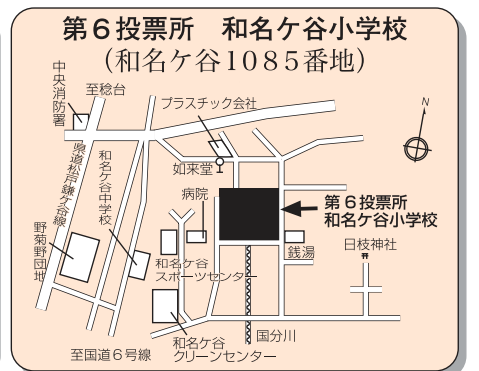 第６投票所　和名ケ谷小学校
（和名ケ谷1085番地）
中央消防署
至稔台
プラスチック会社
N
県道松戸鎌ケ谷線
和名ケ谷中学校
如来堂
病院
第６投票所
和名ケ谷小学校
野菊野団地
日枝神社
銭湯
和名ケ谷
スポーツセンター
国分川
和名ケ谷
クリーンセンター
至国道６号線